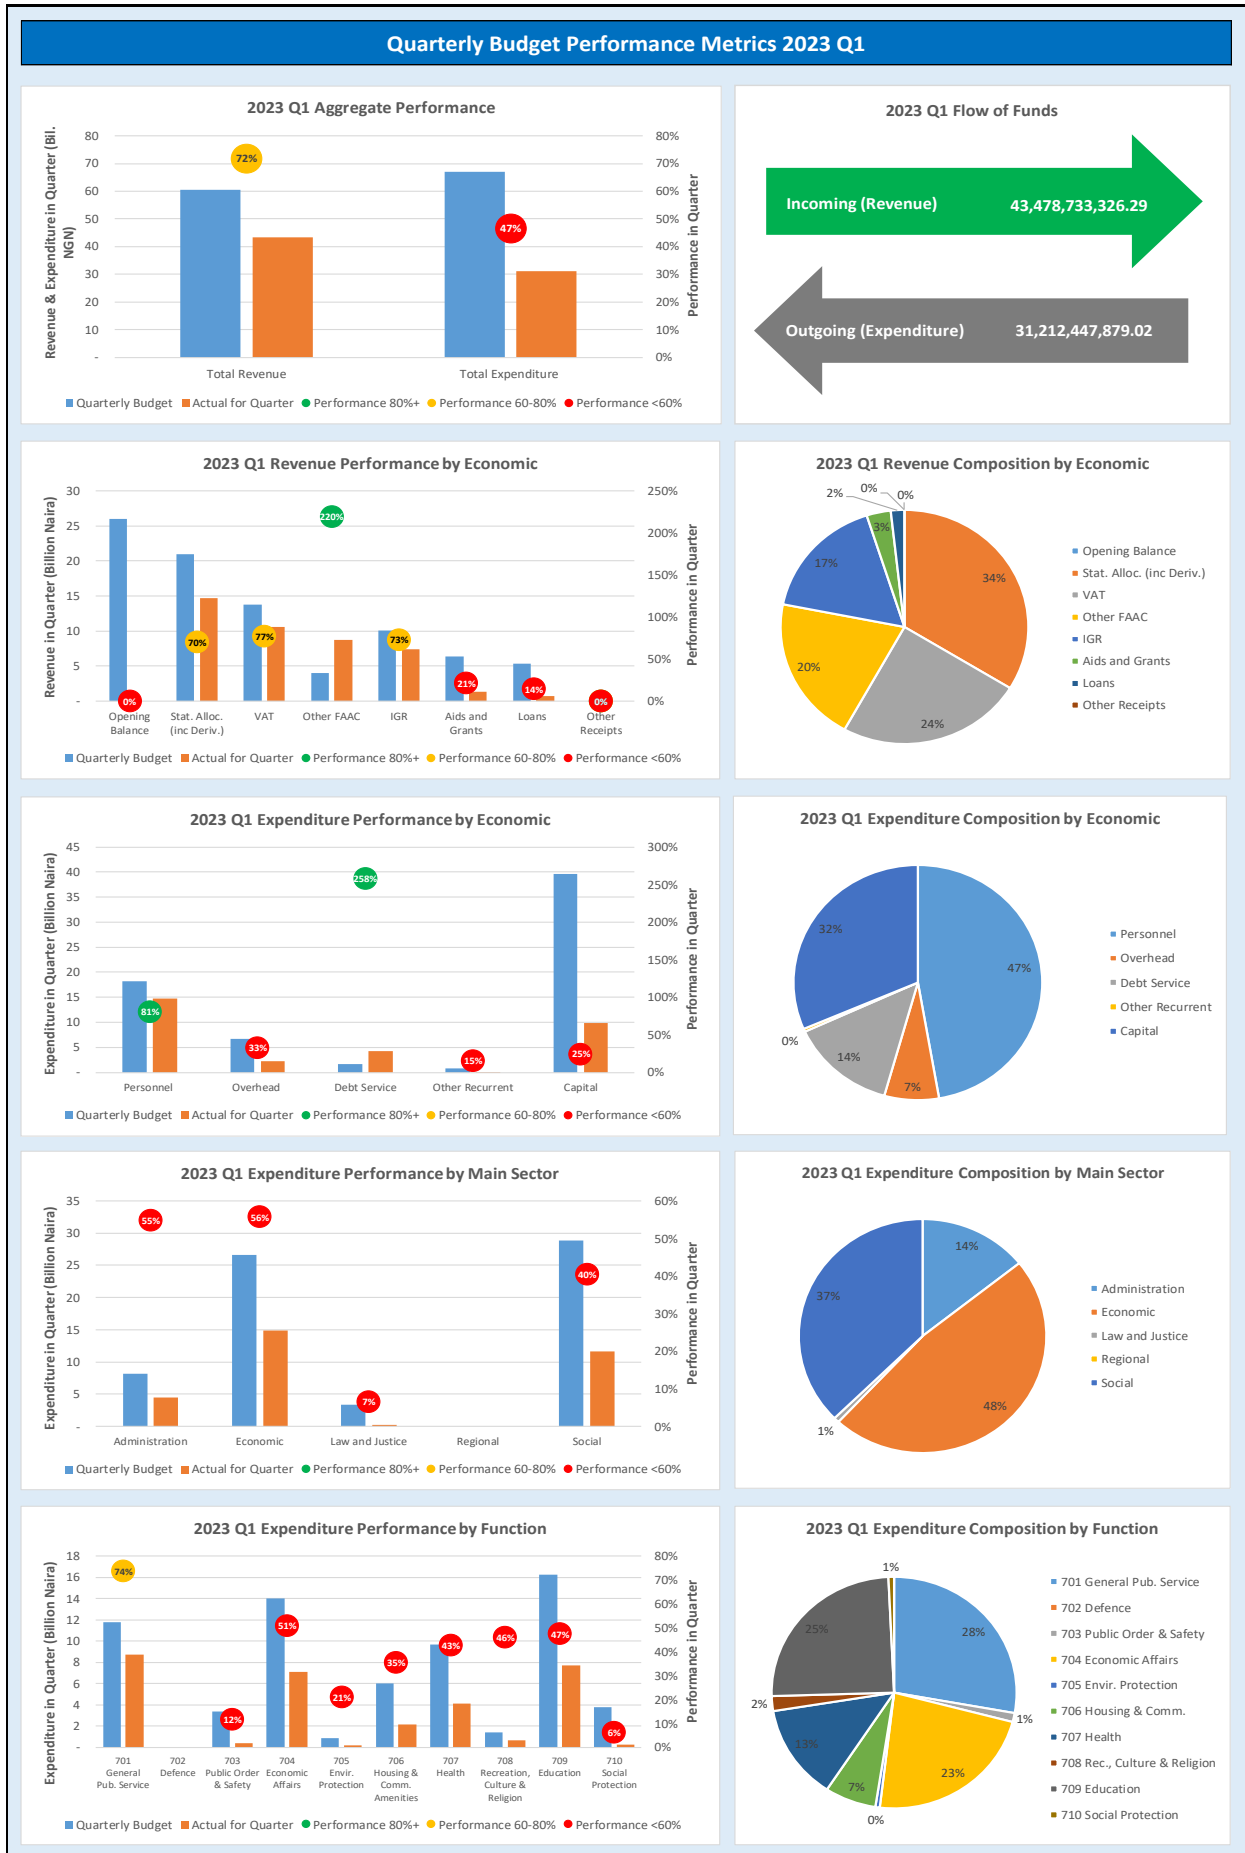 Quarterly Budget Performance Metrics 2023 Q1
2023 Q1 Aggregate Performance
Revenue & Expenditure in Quarter (Bil.
NGN)
80
70
60
50
40
30
20
10
-
80%
70%
60%
50%
40%
30%
20%
10%
0%
Performance in Quarter
72%
47%
Total Revenue
Total Expenditure
Quarterly Budget
Actual for Quarter
Performance 80%+
Performance 60-80%
Performance <60%
2023 Q1 Flow of Funds
Incoming (Revenue) 43,478,733,326.29
Outgoing (Expenditure) 31,212,447,879.02
2023 Q1 Revenue Performance by Economic
Revenue in Quarter (Billion Naira)
30
25
20
15
10
5
-
250%
200%
150%
100%
50%
0%
Performance in Quarter
0%
70%
77%
220%
73%
21%
14%
0%
Opening
Balance
Stat. Alloc.
(inc Deriv.)
VAT
Other FAAC
IGR
Aids and
Grants
Loans
Other
Receipts
Quarterly Budget
Actual for Quarter
Performance 80%+
Performance 60-80%
Performance <60%
2023 Q1 Revenue Composition by Economic
0%
34%
24%
20%
17%
3%
2%
0%
Opening Balance
Stat. Alloc. (inc Deriv.)
VAT
Other FAAC
IGR
Aids and Grants
Loans
Other Receipts
2023 Q1 Expenditure Performance by Economic
Expenditure in Quarter (Billion Naira)
45
40
35
30
25
20
15
10
5
-
300%
250%
200%
150%
100%
50%
0%
Performance in Quarter
81%
33%
258%
15%
25%
Personnel
Overhead
Debt Service
Other Recurrent
Capital
Quarterly Budget
Actual for Quarter
Performance 80%+
Performance 60-80%
Performance <60%
2023 Q1 Expenditure Composition by Economic
47%
7%
14%
0%
32%
Personnel
Overhead
Debt Service
Other Recurrent
Capital
2023 Q1 Expenditure Performance by Main Sector
Expenditure in Quarter (Billion Naira)
35
30
25
20
15
10
5
-
60%
50%
40%
30%
20%
10%
0%
Performance in Quarter
55%
56%
7%
40%
Administration
Economic
Law and Justice
Regional
Social
Quarterly Budget
Actual for Quarter
Performance 80%+
Performance 60-80%
Performance <60%
2023 Q1 Expenditure Composition by Main Sector
14%
48%
1%
37%
Administration
Economic
Law and Justice
Regional
Social
2023 Q1 Expenditure Performance by Function
Expenditure in Quarter (Billion Naira)
18
16
14
12
10
8
6
4
2
-
80%
70%
60%
50%
40%
30%
20%
10%
0%
Performance in Quarter
74%
12%
51%
21%
35%
43%
46%
47%
6%
701
General
Pub. Service
702
Defence
703
Public Order
& Safety
704
Economic
Affairs
705
Envir.
Protection
706
Housing &
Comm.
Amenities
707
Health
708
Recreation,
Culture &
Religion
709
Education
710
Social
Protection
Quarterly Budget
Actual for Quarter
Performance 80%+
Performance 60-80%
Performance <60%
2023 Q1 Expenditure Composition by Function
28%
1%
23%
0%
7%
13%
2%
25%
1%
701 General Pub. Service
702 Defence
703 Public Order & Safety
704 Economic Affairs
705 Envir. Protection
706 Housing & Comm.
707 Health
708 Rec., Culture & Religion
709 Education
710 Social Protection